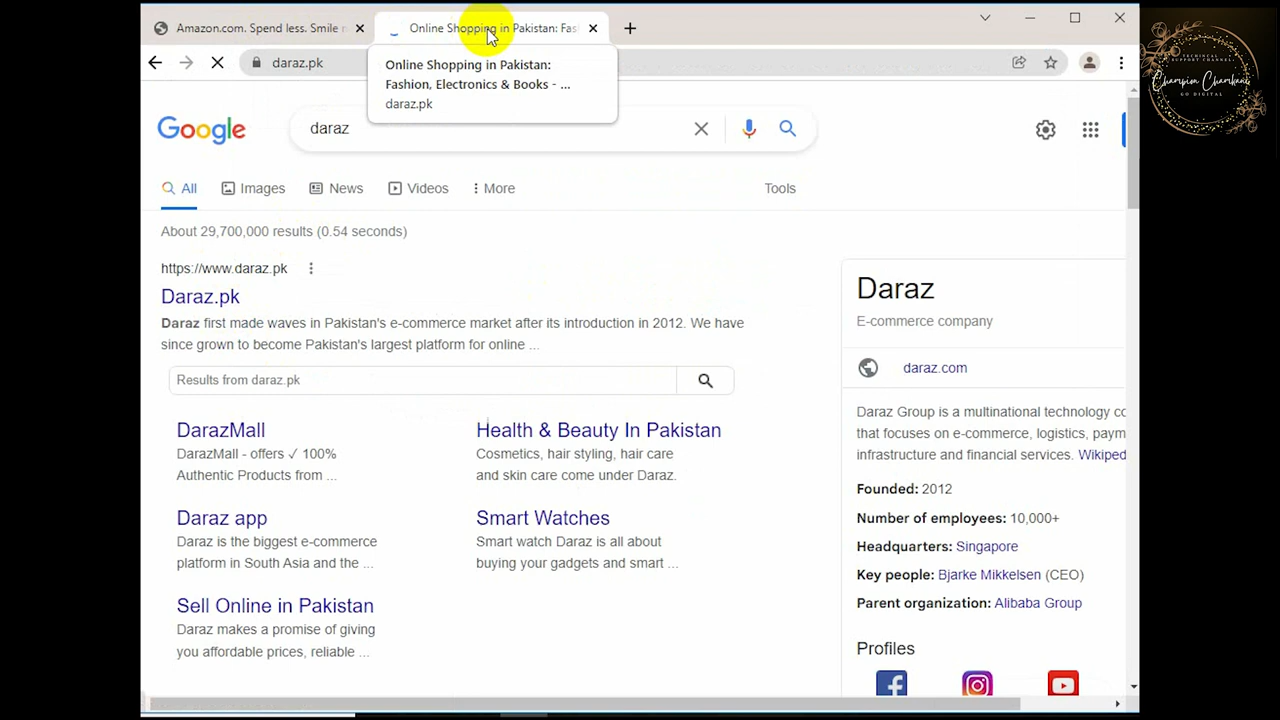 Amazon.com. Spend less. Smile
Online Shopping in Pakistan: Fas
daraz.pk
Online Shopping in Pakistan:
Fashion, Electronics & Books - ...
daraz.pk
Google
daraz
All
Images
News
Videos
More
Tools
About 29,700,000 results (0.54 seconds)
https://www.daraz.pk
Daraz.pk
Daraz first made waves in Pakistan's e-commerce market after its introduction in 2012. We have
since grown to become Pakistan's largest platform for online ...
Results from daraz.pk
DarazMall
DarazMall - offers ✓ 100%
Authentic Products from ...
Health & Beauty In Pakistan
Cosmetics, hair styling, hair care
and skin care come under Daraz.
Daraz app
Daraz is the biggest e-commerce
platform in South Asia and the ...
Smart Watches
Smart watch Daraz is all about
buying your gadgets and smart ...
Sell Online in Pakistan
Daraz makes a promise of giving
you affordable prices, reliable ...
Daraz
E-commerce company
daraz.com
Daraz Group is a multinational technology co
that focuses on e-commerce, logistics, paym
infrastructure and financial services. Wikiped
Founded: 2012
Number of employees: 10,000+
Headquarters: Singapore
Key people: Bjarke Mikkelsen (CEO)
Parent organization: Alibaba Group
Profiles
SUPPORT CHANNEL
GO DIGITAL